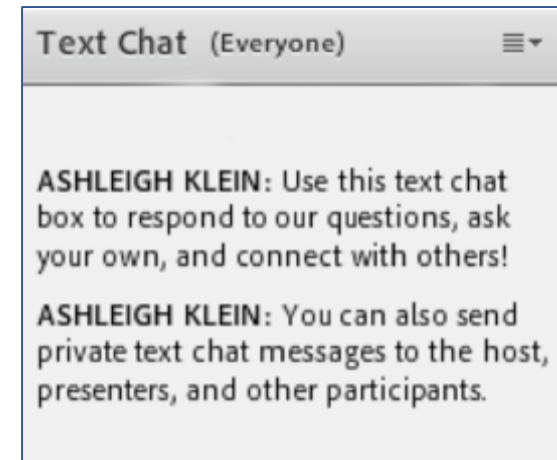 Text Chat (Everyone)
ASHLEIGH KLEIN: Use this text chat
box to respond to our questions, ask
your own, and connect with others!
ASHLEIGH KLEIN: You can also send
private text chat messages to the host,
presenters, and other participants.